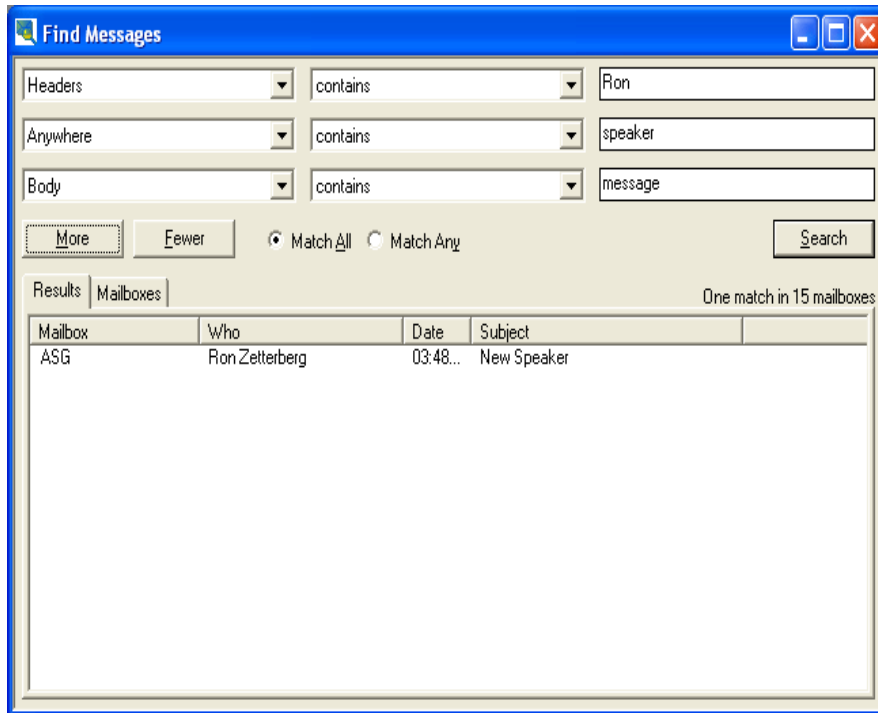 Find Messages
Headers contains Ron
Anywhere contains speaker
Body contains message
More Fewer Match All Match Any Search
Results Mailboxes One match in 15 mailboxes
Mailbox Who Date Subject
ASG Ron Zetterberg 03:48... New Speaker